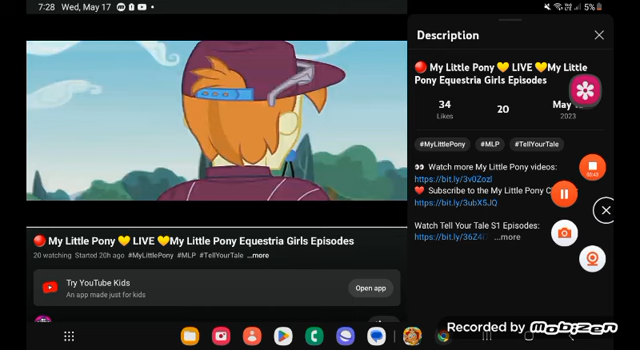 7:28 Wed, May 17
5%
Description
🔴 My Little Pony 💛 LIVE 💛My Little
Pony Equestria Girls Episodes
34
20
May
Likes
2023
#MyLittlePony #MLP #TellYourTale
👀 Watch more My Little Pony videos:
https://bit.ly/3v0Zozl
❤️ Subscribe to the My Little Pony
https://bit.ly/3ubX5JQ
Watch Tell Your Tale S1 Episodes:
...more
🔴 My Little Pony 💛 LIVE 💛My Little Pony Equestria Girls Episodes
20 watching Started 20h ago #MyLittlePony #MLP #TellYourTale ...more
Try YouTube Kids
An app made just for kids
Open app
Recorded by Mobizen